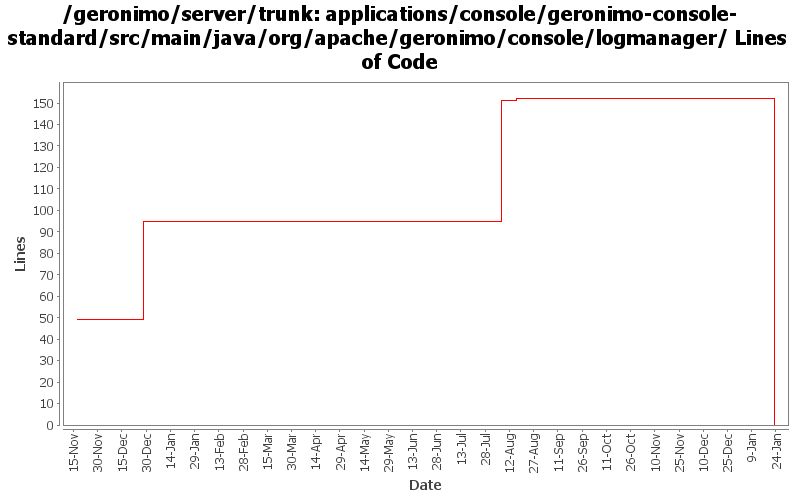 /geronimo/server/trunk: applications/console/geronimo-console-
standard/src/main/java/org/apache/geronimo/console/logmanager/ Lines
of Code
Lines
150
140
130
120
110
100
90
80
70
60
50
40
30
20
10
0
15-Nov 30-Nov 15-Dec 30-Dec 14-Jan 29-Jan 13-Feb 28-Feb 15-Mar 30-Mar 14-Apr 29-Apr 14-May 29-May 13-Jun 28-Jun 13-Jul 28-Jul 12-Aug 27-Aug 11-Sep 26-Sep 11-Oct 26-Oct 10-Nov 25-Nov 10-Dec 25-Dec 9-Jan 24-Jan
Date